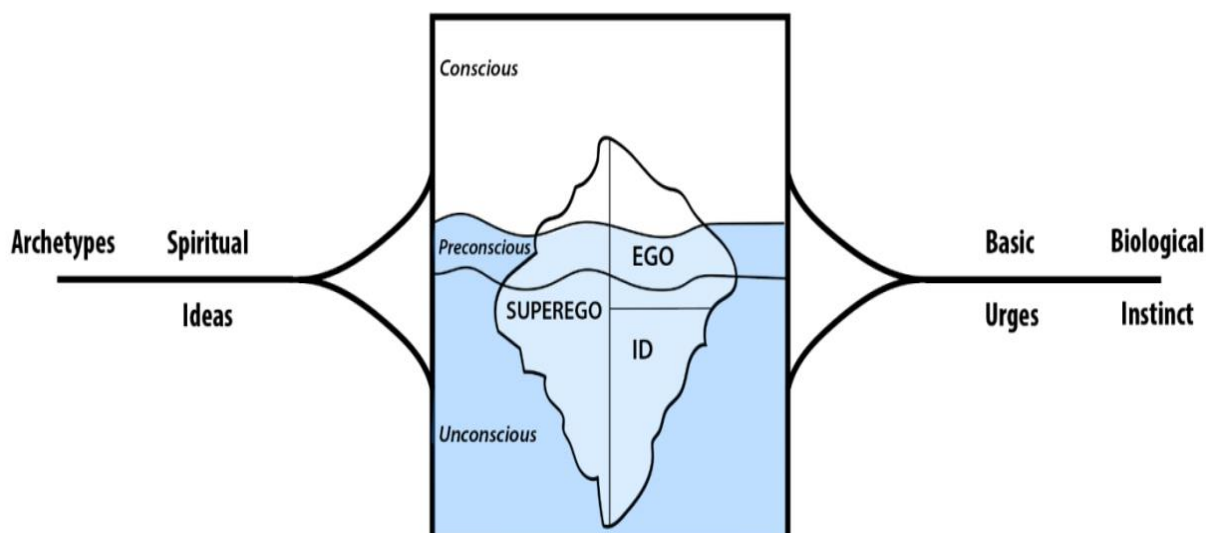 Conscious
Archetypes Spiritual
Ideas
Preconscious
EGO
SUPEREGO
ID
Unconscious
Basic Biological
Urges Instinct